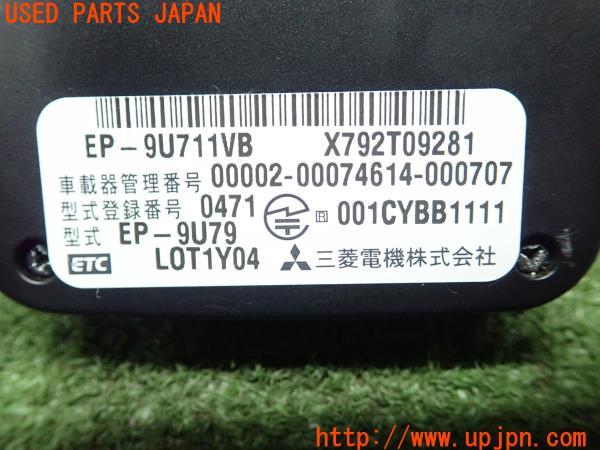 USED PARTS JAPAN
EP-9U711VB X792T09281
車載器管理番号 00002-00074614-000707
型式登録番号 0471 R 001CYBB1111
型式 EP-9U79
ETC LOT1Y04 三菱電機株式会社
http://www.upjpn.com